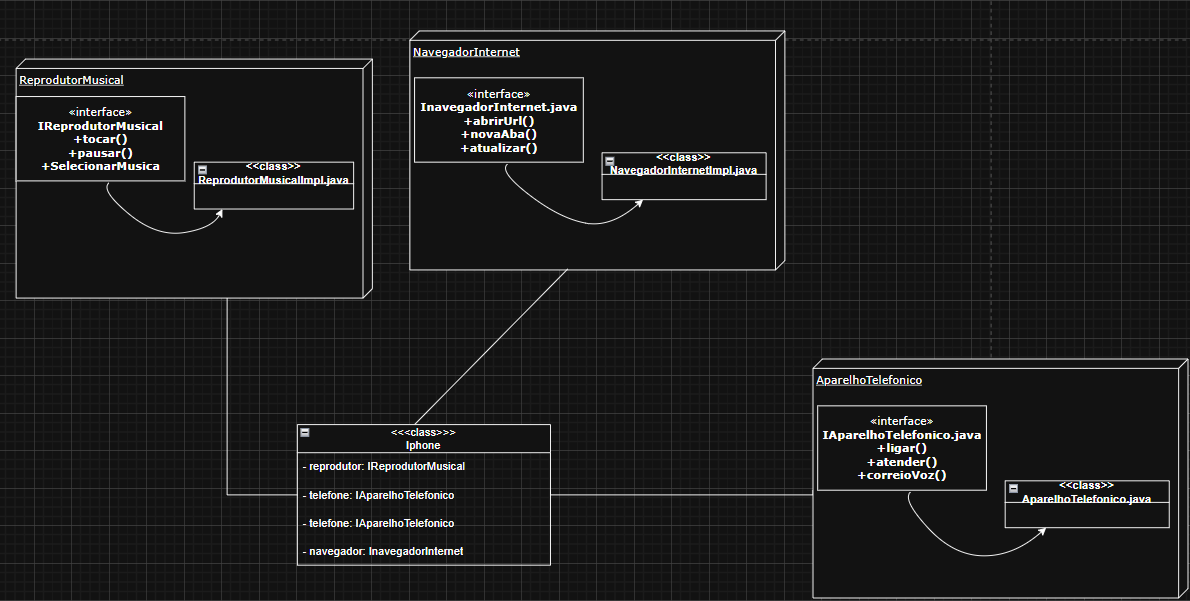 ReprodutorMusical
«interface»
IReprodutorMusical
+tocar()
+pausar()
+SelecionarMusica
<<class>>
ReprodutorMusicalImpl.java
NavegadorInternet
«interface»
InavegadorInternet.java
+abrirUrl()
+novaAba()
+atualizar()
<<class>>
NavegadorInternetImpl.java
AparelhoTelefonico
«interface»
IAparelhoTelefonico.java
+ligar()
+atender()
+correioVoz()
<<class>>
AparelhoTelefonico.java
<<<class>>>
Iphone
- reprodutor: IReprodutorMusical
- telefone: IAparelhoTelefonico
- telefone: IAparelhoTelefonico
- navegador: InavegadorInternet